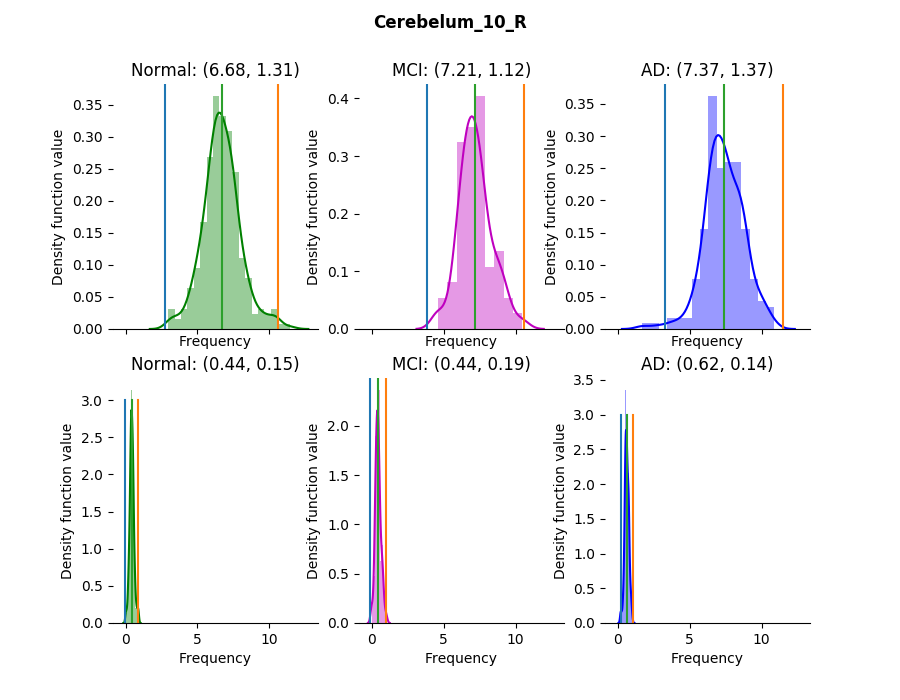 Cerebelum_10_R
Normal: (6.68, 1.31)
MCI: (7.21, 1.12)
AD: (7.37, 1.37)
Density function value
0.35
0.30
0.25
0.20
0.15
0.10
0.05
0.00
Frequency
Density function value
0.4
0.3
0.2
0.1
0.0
Frequency
Density function value
0.35
0.30
0.25
0.20
0.15
0.10
0.05
0.00
Frequency
Normal: (0.44, 0.15)
MCI: (0.44, 0.19)
AD: (0.62, 0.14)
Density function value
3.0
2.5
2.0
1.5
1.0
0.5
0.0
0 5 10
Frequency
Density function value
2.0
1.5
1.0
0.5
0.0
0 5 10
Frequency
Density function value
3.5
3.0
2.5
2.0
1.5
1.0
0.5
0.0
0 5 10
Frequency